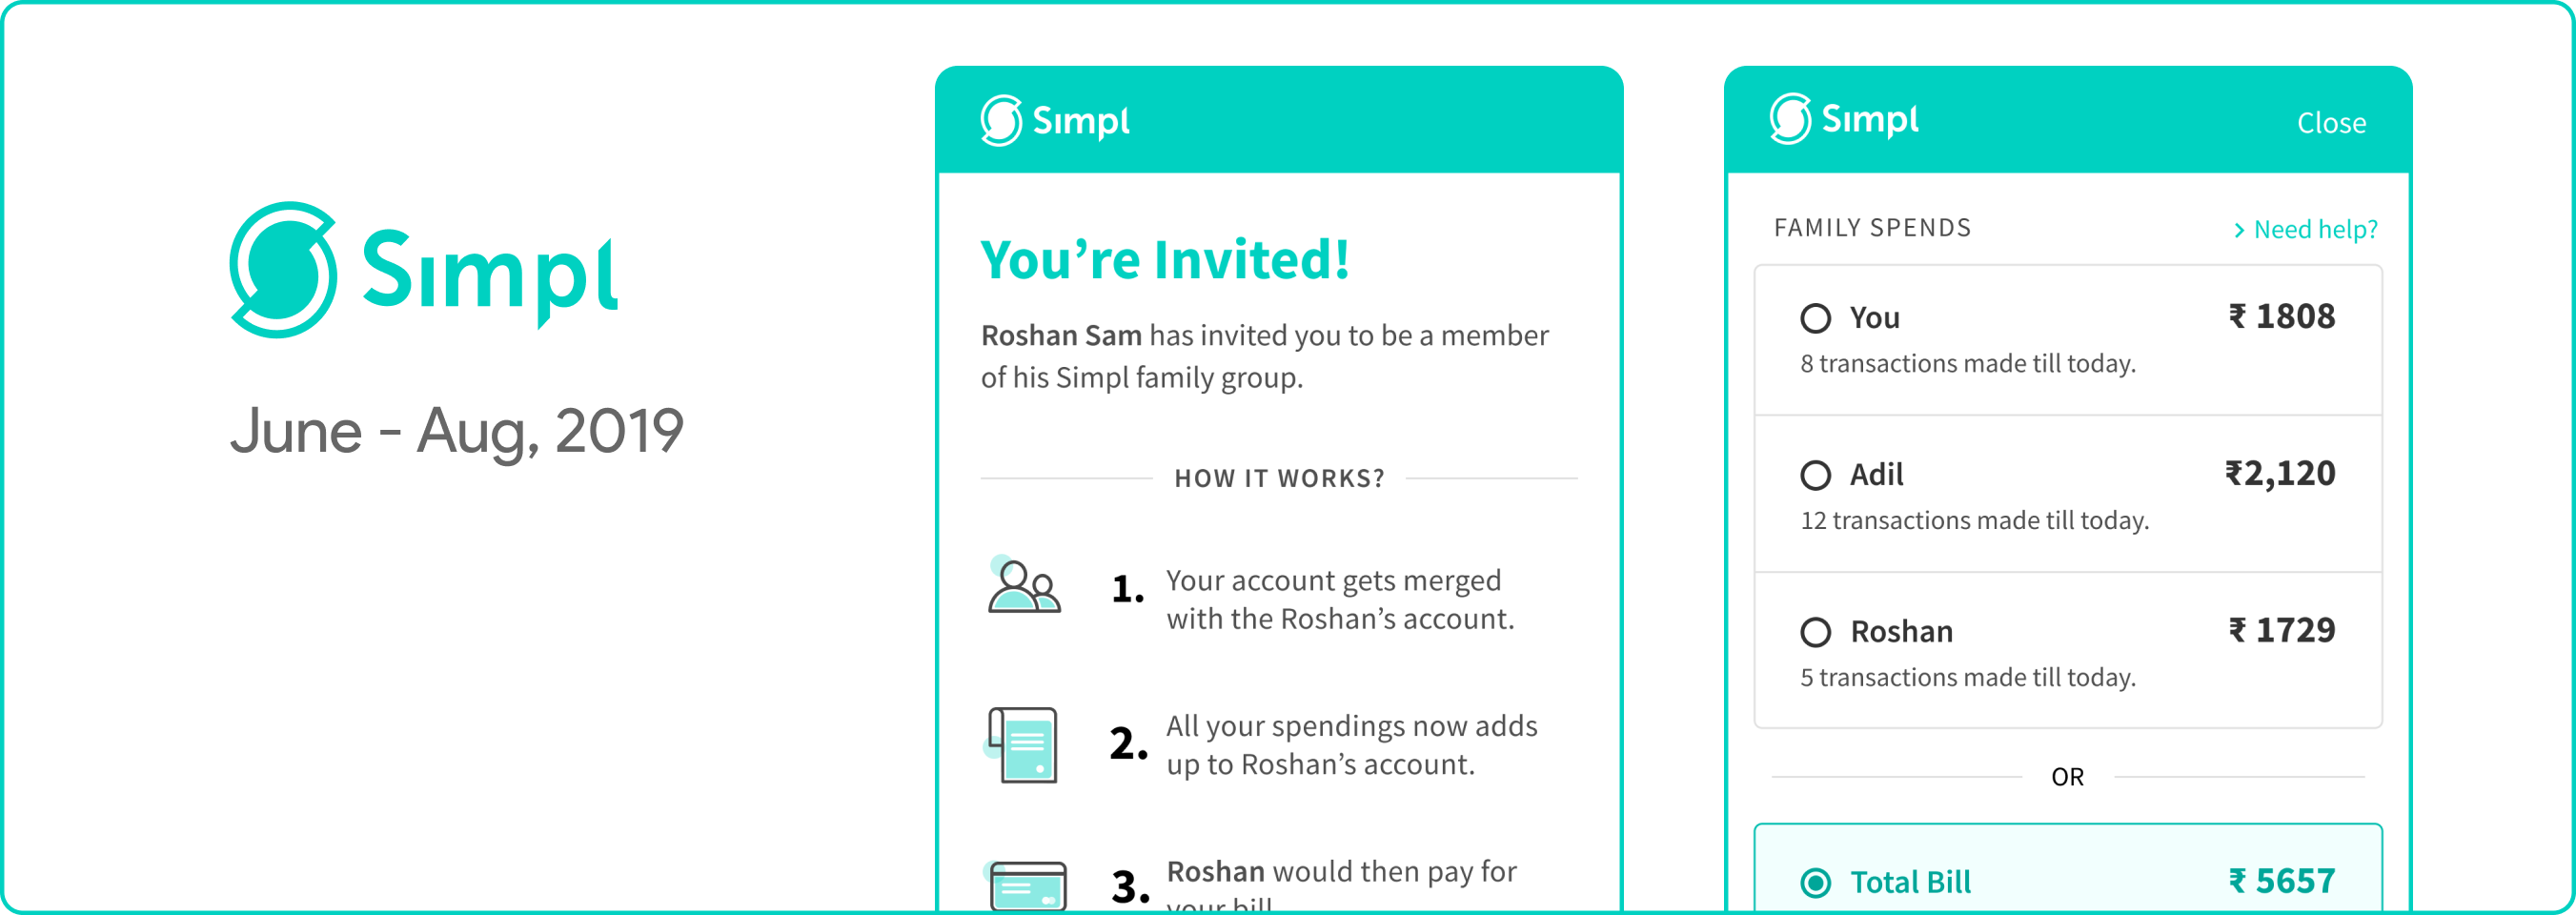 Simpl
June - Aug, 2019
Simpl
You’re Invited!
Roshan Sam has invited you to be a member
of his Simpl family group.
HOW IT WORKS?
1. Your account gets merged
with the Roshan’s account.
2. All your spendings now adds
up to Roshan’s account.
3. Roshan would then pay for
your bill
Simpl
Close
FAMILY SPENDS
> Need help?
You ₹ 1808
8 transactions made till today.
Adil ₹2,120
12 transactions made till today.
Roshan ₹ 1729
5 transactions made till today.
OR
Total Bill ₹ 5657